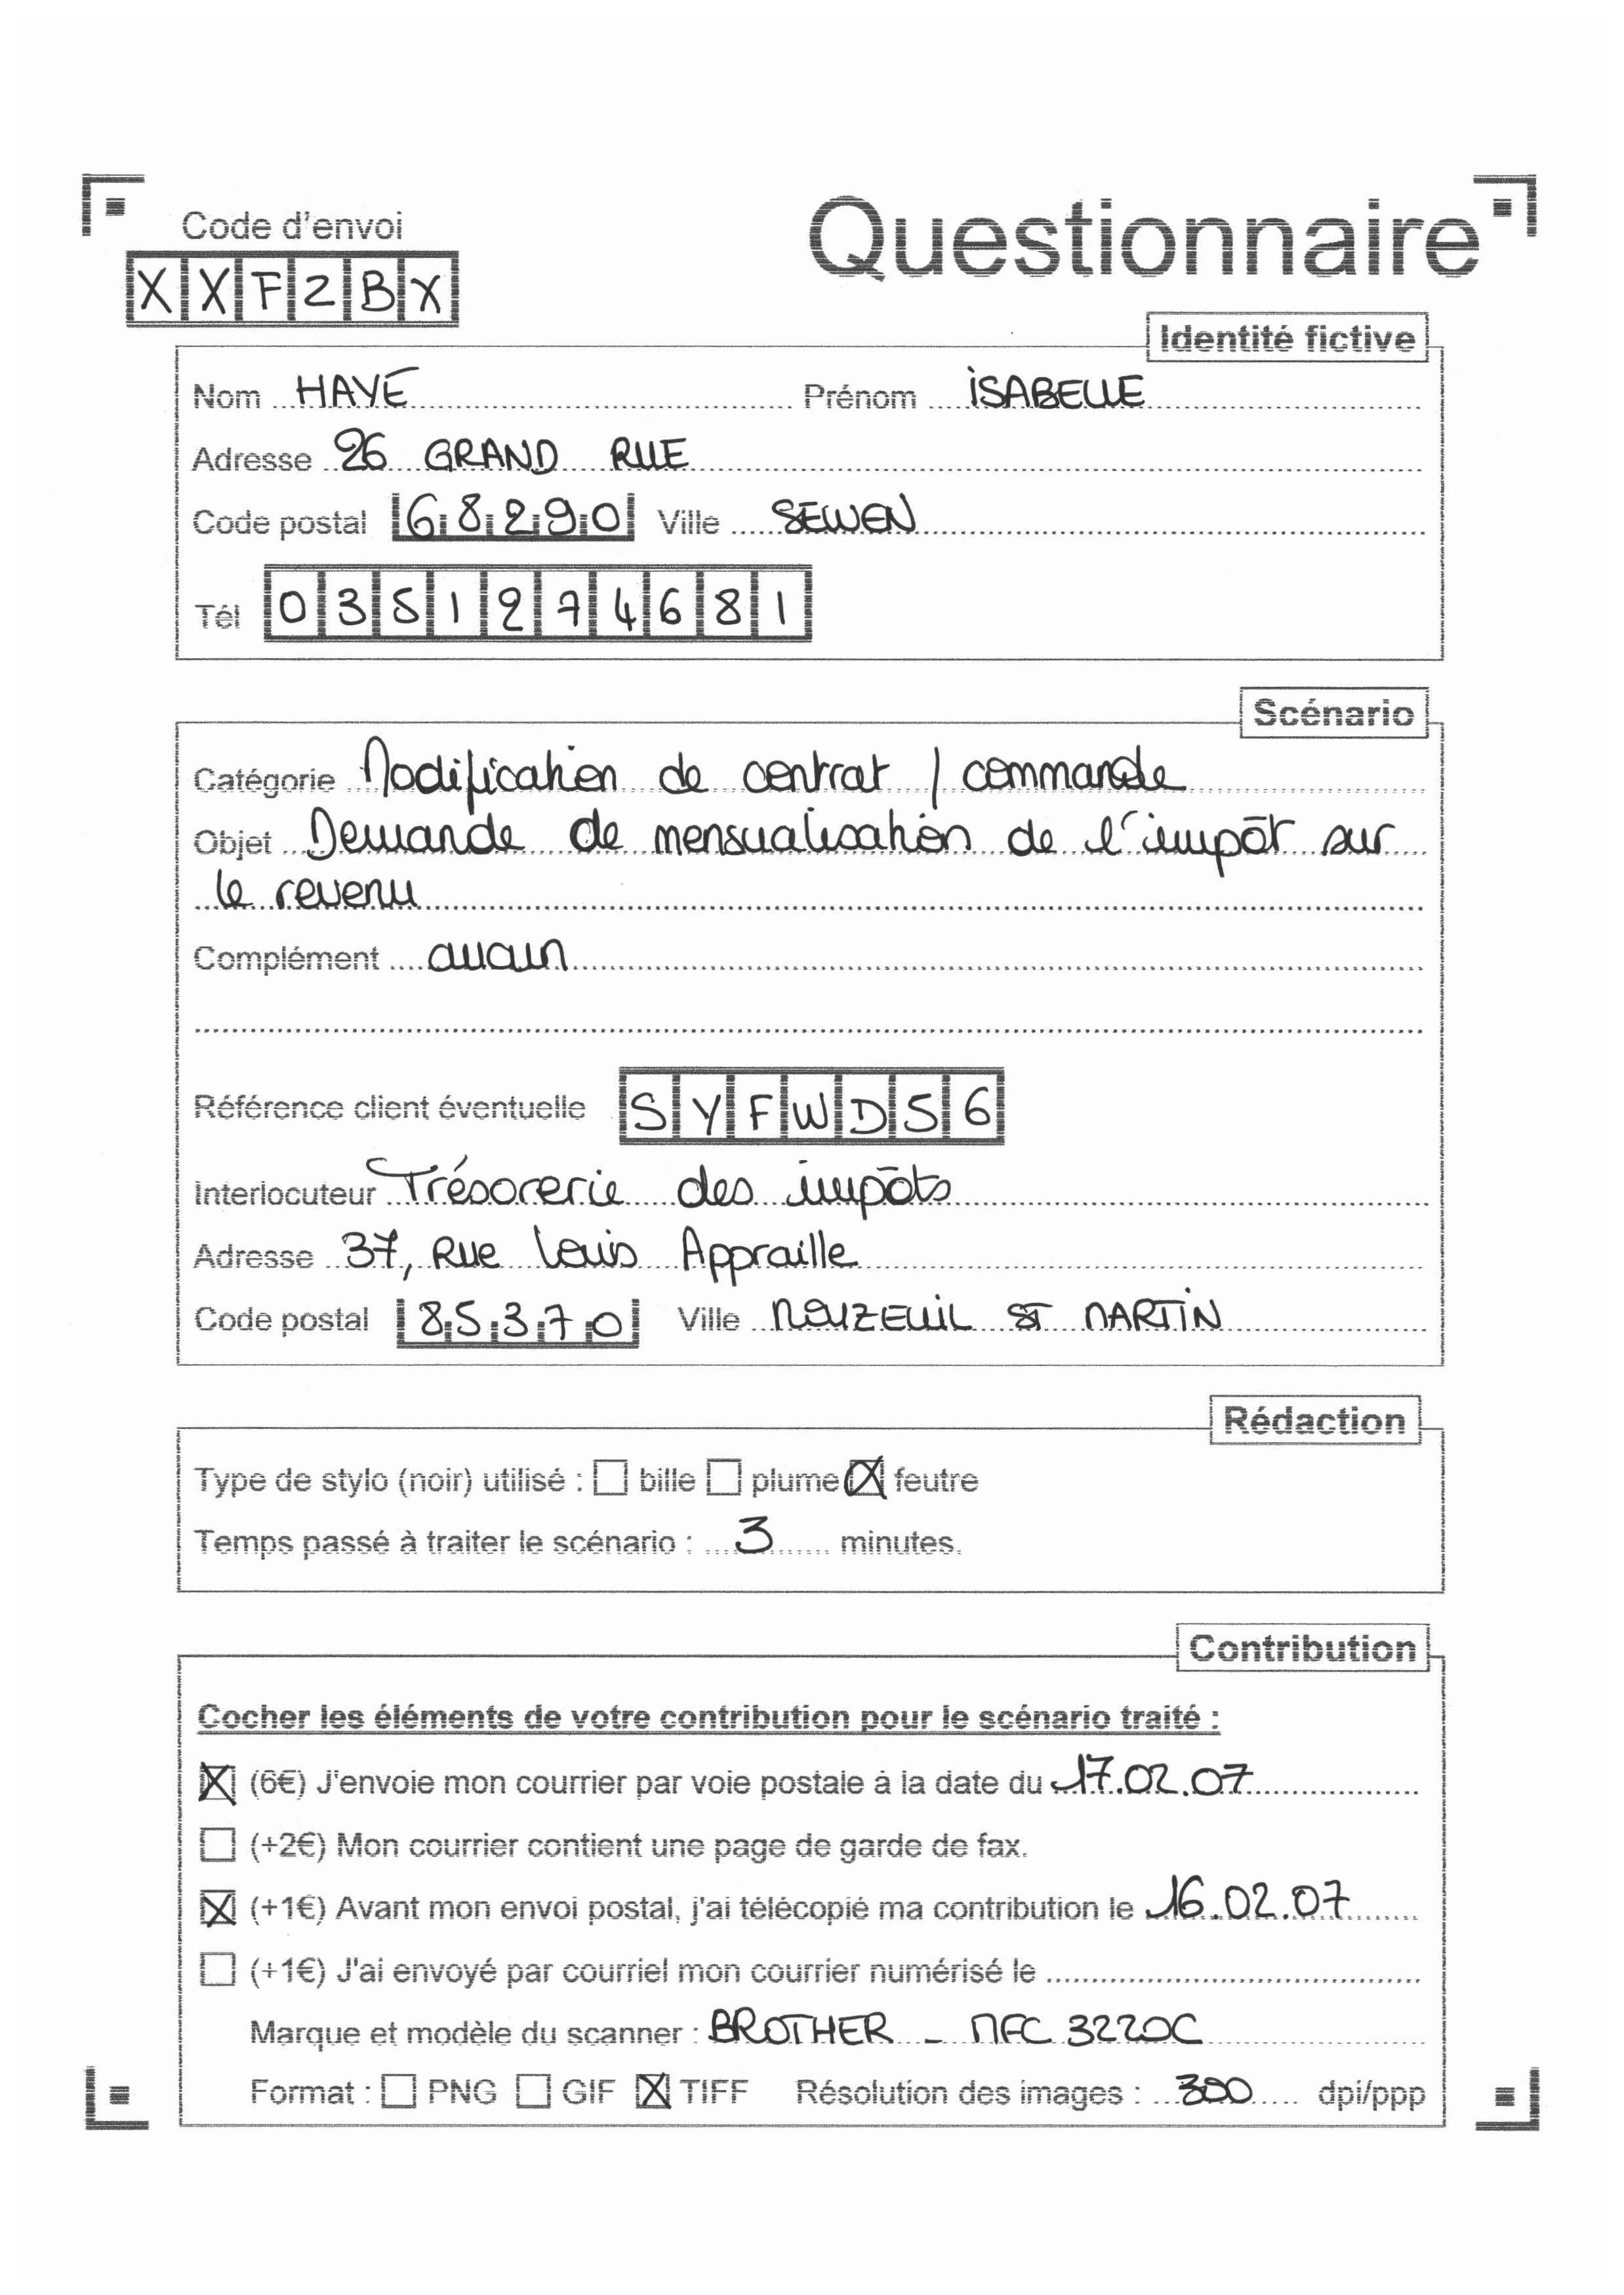 Code d'envoi
Questionnaire
XXFZBX
Identité fictive
Nom HAYÉ Prénom ISABELLE
Adresse 26 GRAND RUE
Code postal 68290 Ville SEWEN
Tél 0351274681
Scénario
Catégorie Modification de contrat / commande
Objet Demande de mensualisation de l'impôt sur
le revenu
Complément aucun
Référence client éventuelle SYFWDS6
Interlocuteur Trésorerie des impôts
Adresse 37, Rue Louis Appraille
Code postal 85370 Ville NOUZEUIL ST MARTIN
Rédaction
Type de stylo (noir) utilisé : ☐ bille ☐ plume ☒ feutre
Temps passé à traiter le scénario : 3 minutes.
Contribution
Cocher les éléments de votre contribution pour le scénario traité :
☒ (6€) J'envoie mon courrier par voie postale à la date du 17.02.07
☐ (+2€) Mon courrier contient une page de garde de fax.
☒ (+1€) Avant mon envoi postal, j'ai télécopié ma contribution le 16.02.07
☐ (+1€) J'ai envoyé par courriel mon courrier numérisé le
Marque et modèle du scanner : BROTHER - MFC 3220C
Format : ☐ PNG ☐ GIF ☒ TIFF Résolution des images : 300 dpi/ppp